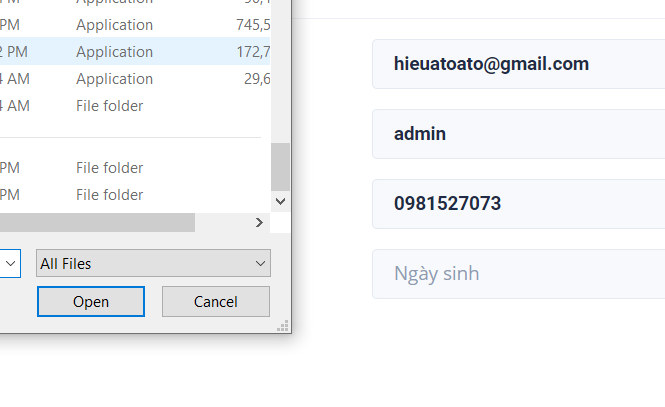 PM Application 745,5
2 PM Application 172,7
4 AM Application 29,6
4 AM File folder
PM File folder
PM File folder
All Files
Open Cancel
hieuatoato@gmail.com
admin
0981527073
Ngày sinh